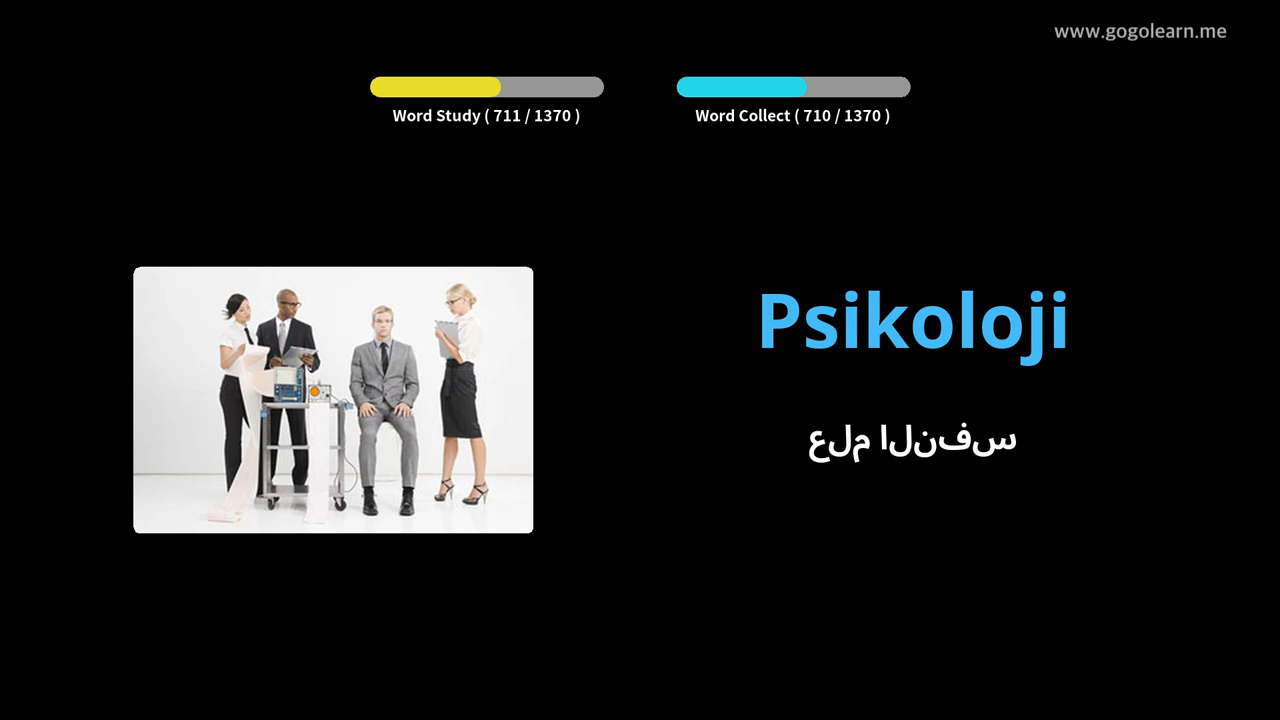 www.gogolearn.me
Word Study ( 711 / 1370 )
Word Collect ( 710 / 1370 )
Psikoloji
علم النفس